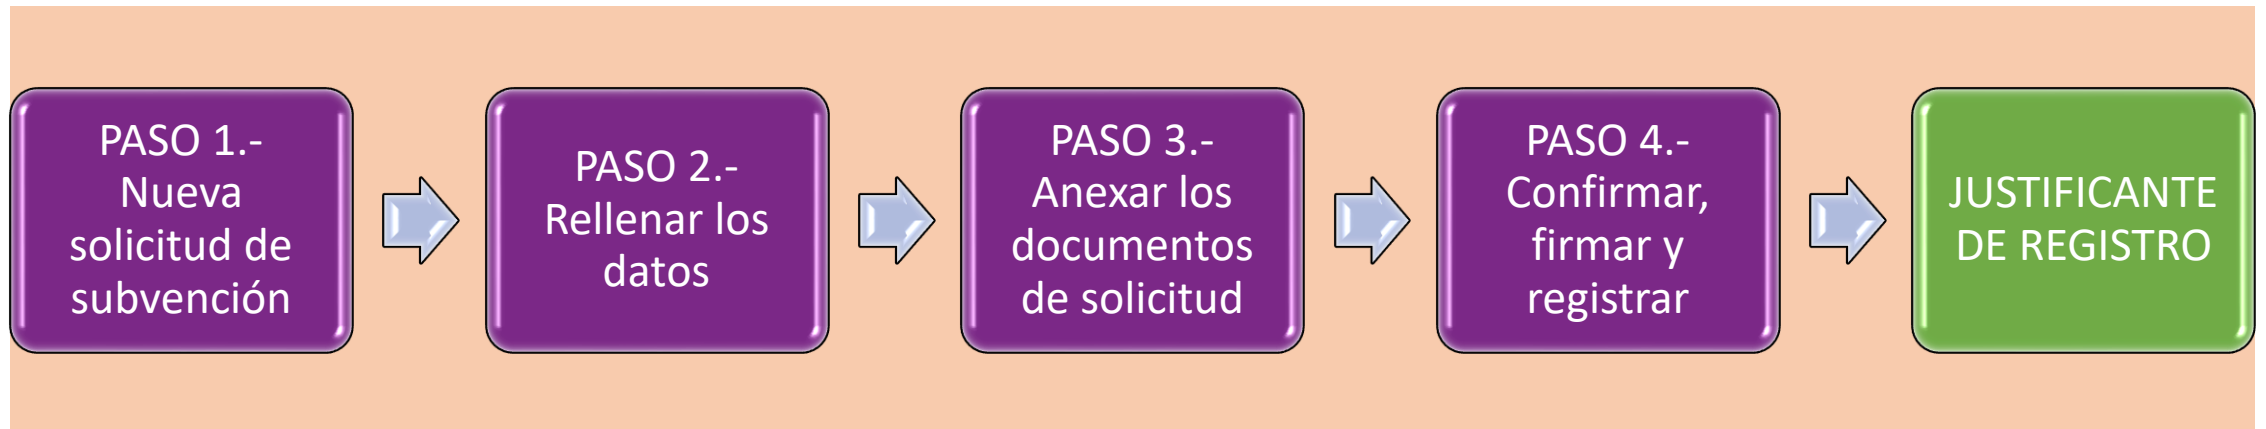 PASO 1.-
Nueva
solicitud de
subvención
PASO 2.-
Rellenar los
datos
PASO 3.-
Anexar los
documentos
de solicitud
PASO 4.-
Confirmar,
firmar y
registrar
JUSTIFICANTE
DE REGISTRO